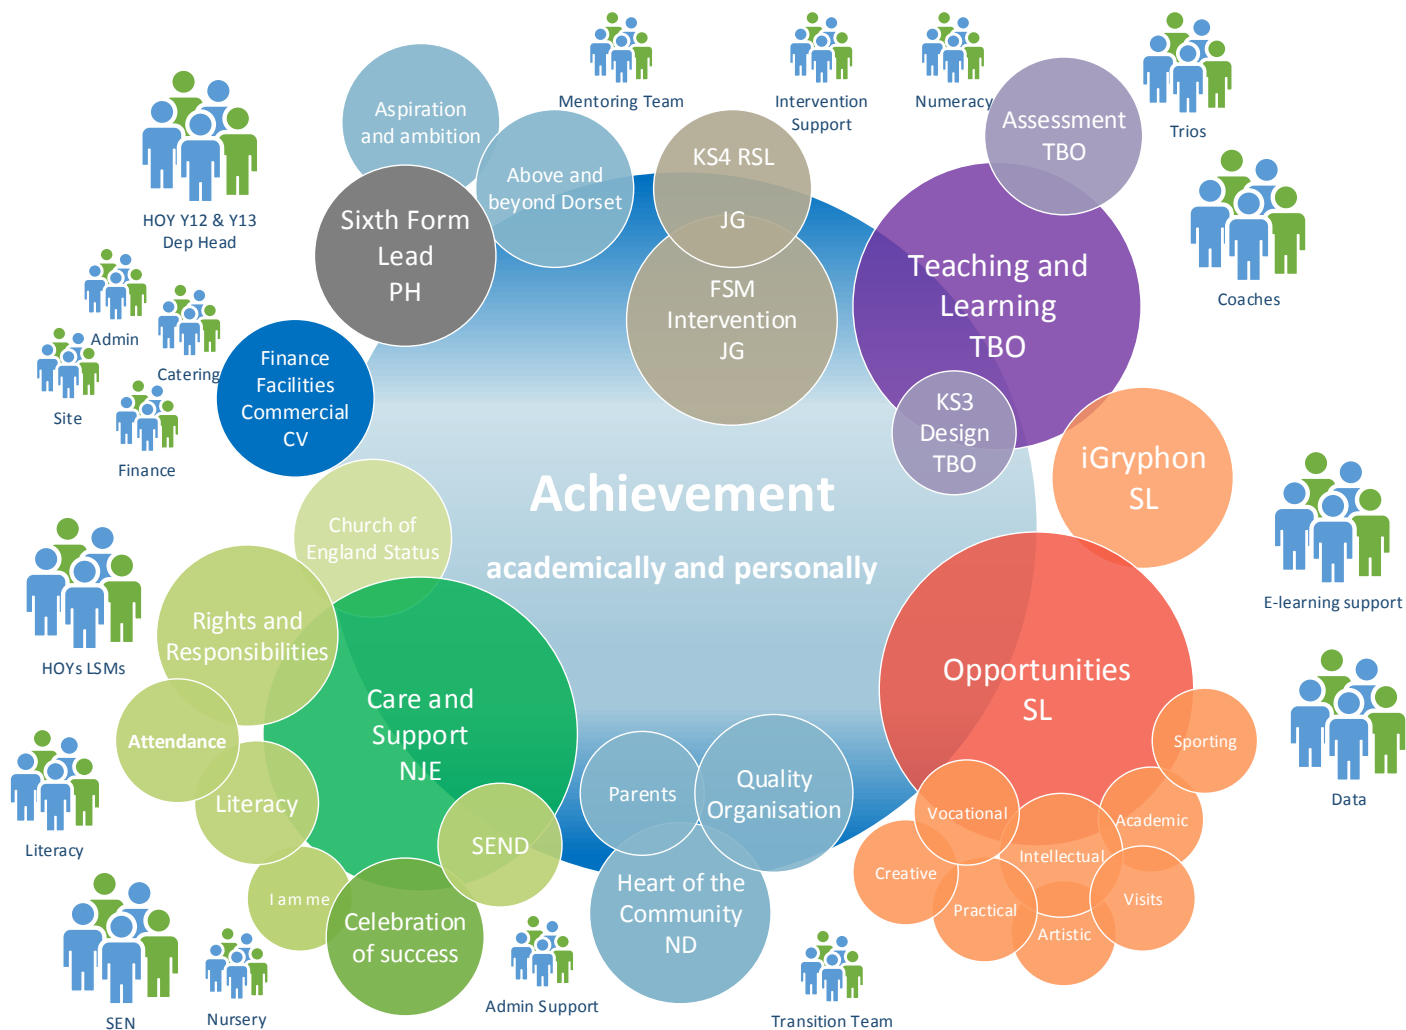 Mentoring Team
Intervention
Support
Numeracy
Trios
Aspiration
and ambition
Above and
beyond Dorset
KS4 RSL
JG
Assessment
TBO
HOY Y12 & Y13
Dep Head
Sixth Form
Lead
PH
FSM
Intervention
JG
Teaching and
Learning
TBO
Coaches
Admin
Catering
Site
Finance
Finance
Facilities
Commercial
CV
KS3
Design
TBO
iGryphon
SL
Achievement
academically and personally
Church of
England Status
E-learning support
HOYs LSMs
Rights and
Responsibilities
Care and
Support
NJE
Opportunities
SL
Attendance
Literacy
Literacy
SEND
I am me
Celebration
of success
Parents
Quality
Organisation
Heart of the
Community
ND
Sporting
Vocational
Academic
Intellectual
Creative
Practical
Visits
Artistic
Data
SEN
Nursery
Admin Support
Transition Team